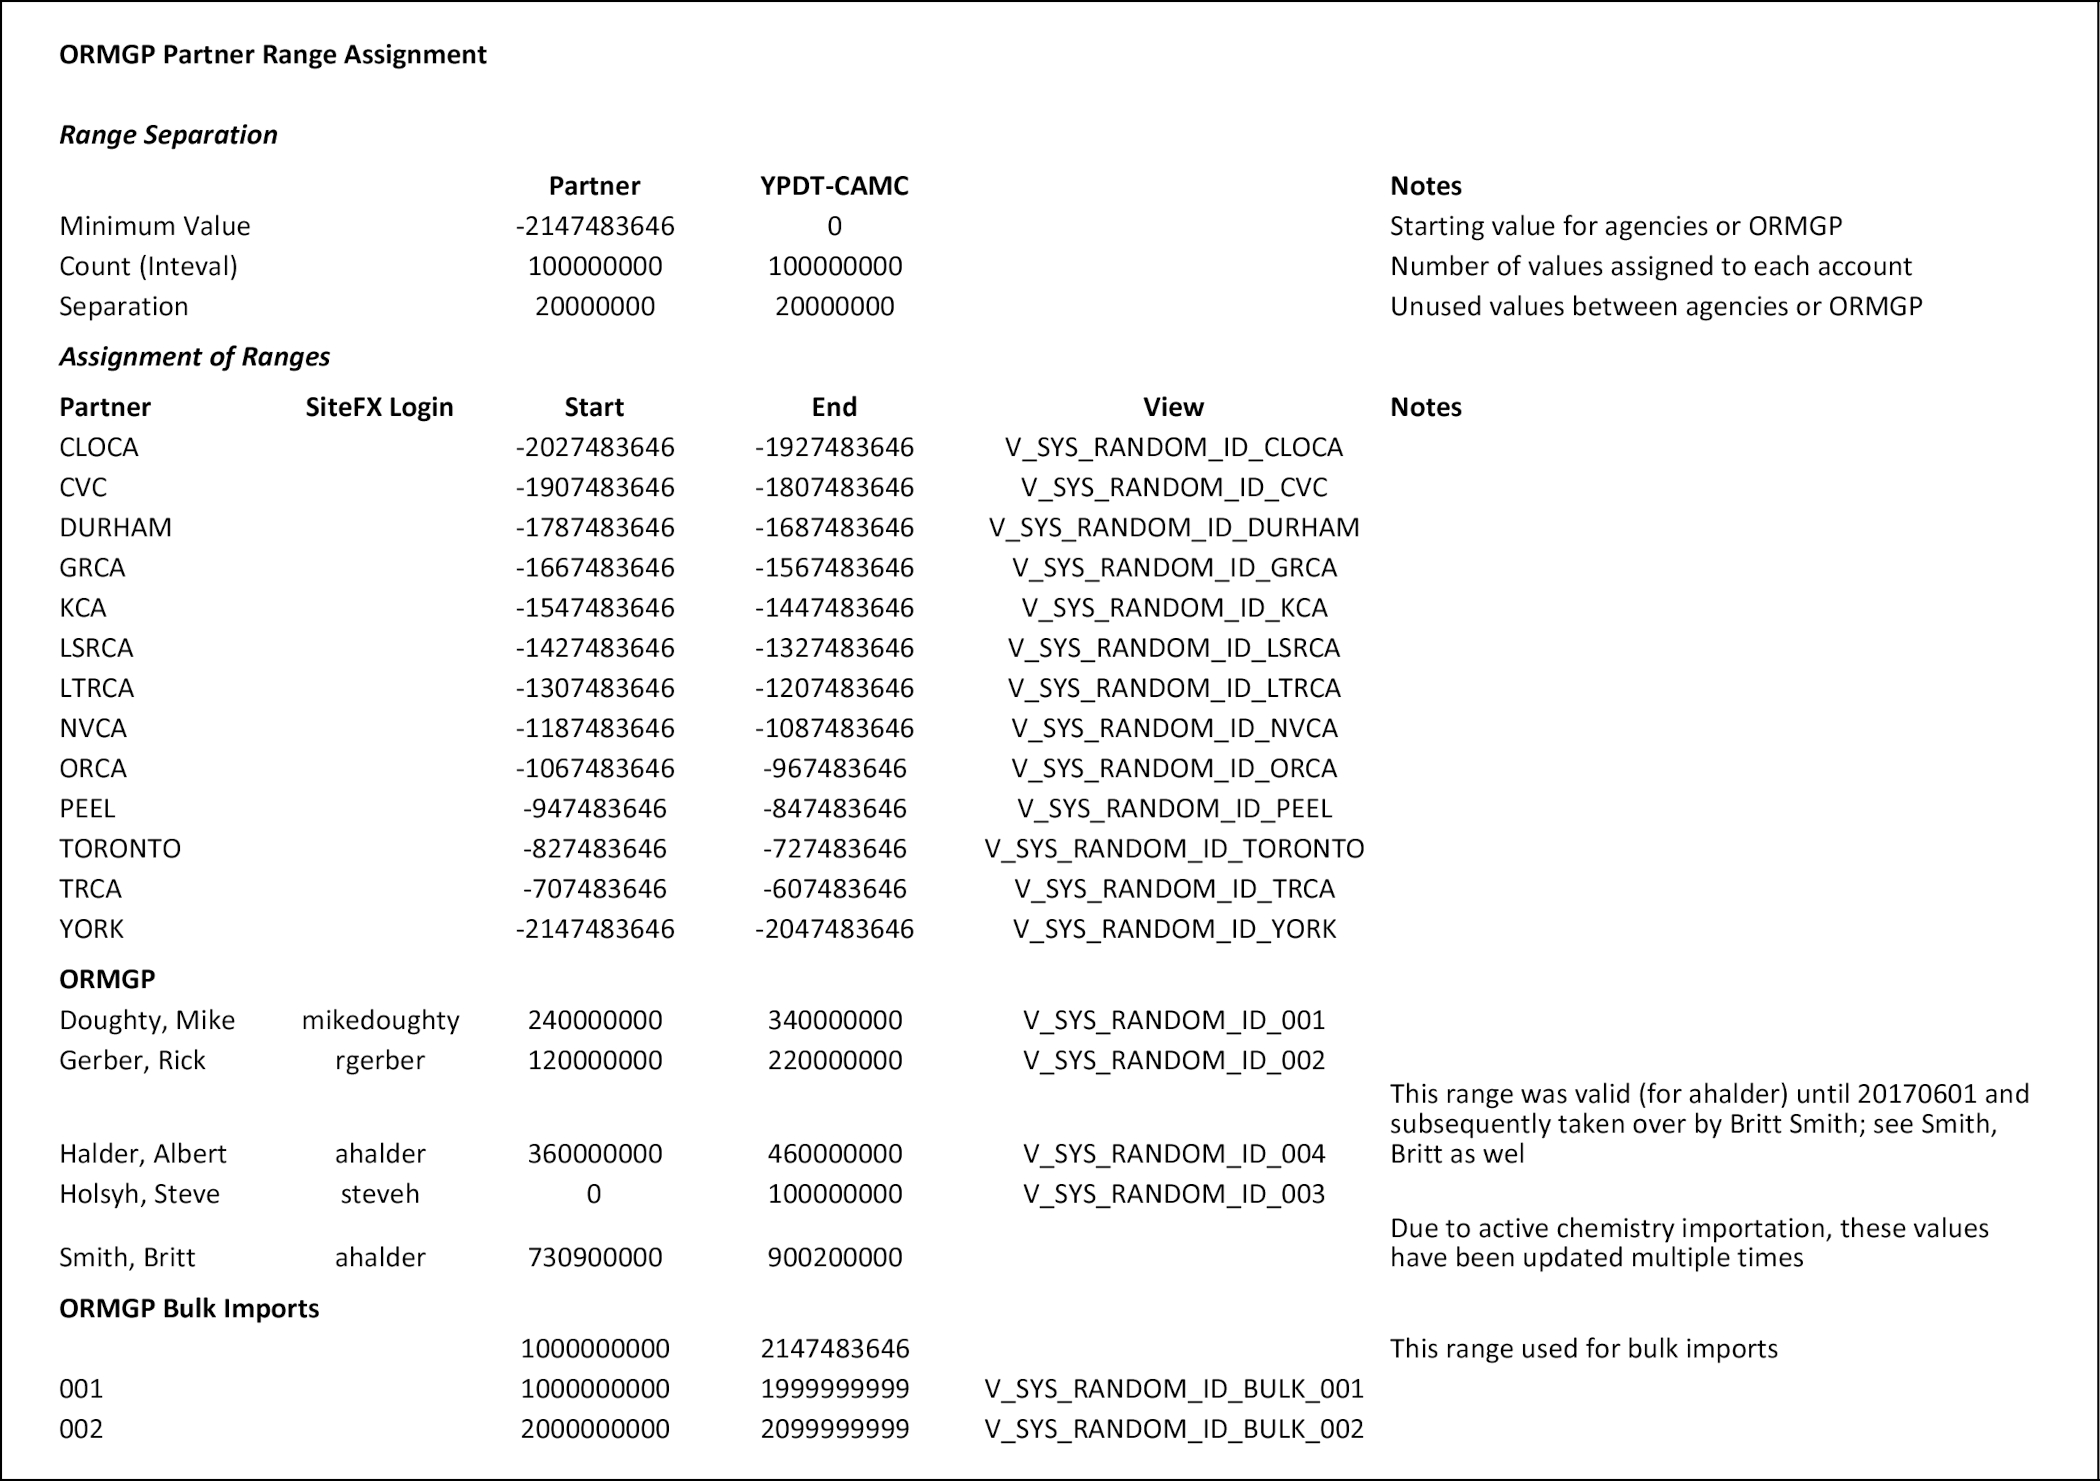 ORMGP Partner Range Assignment
Range Separation
Partner YPDT-CAMC Notes
Minimum Value -2147483646 0 Starting value for agencies or ORMGP
Count (Inteval) 100000000 100000000 Number of values assigned to each account
Separation 20000000 20000000 Unused values between agencies or ORMGP
Assignment of Ranges
Partner SiteFX Login Start End View Notes
CLOCA -2027483646 -1927483646 V_SYS_RANDOM_ID_CLOCA
CVC -1907483646 -1807483646 V_SYS_RANDOM_ID_CVC
DURHAM -1787483646 -1687483646 V_SYS_RANDOM_ID_DURHAM
GRCA -1667483646 -1567483646 V_SYS_RANDOM_ID_GRCA
KCA -1547483646 -1447483646 V_SYS_RANDOM_ID_KCA
LSRCA -1427483646 -1327483646 V_SYS_RANDOM_ID_LSRCA
LTRCA -1307483646 -1207483646 V_SYS_RANDOM_ID_LTRCA
NVCA -1187483646 -1087483646 V_SYS_RANDOM_ID_NVCA
ORCA -1067483646 -967483646 V_SYS_RANDOM_ID_ORCA
PEEL -947483646 -847483646 V_SYS_RANDOM_ID_PEEL
TORONTO -827483646 -727483646 V_SYS_RANDOM_ID_TORONTO
TRCA -707483646 -607483646 V_SYS_RANDOM_ID_TRCA
YORK -2147483646 -2047483646 V_SYS_RANDOM_ID_YORK
ORMGP
Doughty, Mike mikedoughty 240000000 340000000 V_SYS_RANDOM_ID_001
Gerber, Rick rgerber 120000000 220000000 V_SYS_RANDOM_ID_002
This range was valid (for ahalder) until 20170601 and
subsequently taken over by Britt Smith; see Smith,
Halder, Albert ahalder 360000000 460000000 V_SYS_RANDOM_ID_004 Britt as wel
Holsyh, Steve steveh 0 100000000 V_SYS_RANDOM_ID_003
Due to active chemistry importation, these values
Smith, Britt ahalder 730900000 900200000 have been updated multiple times
ORMGP Bulk Imports
1000000000 2147483646 This range used for bulk imports
001 1000000000 1999999999 V_SYS_RANDOM_ID_BULK_001
002 2000000000 2099999999 V_SYS_RANDOM_ID_BULK_002